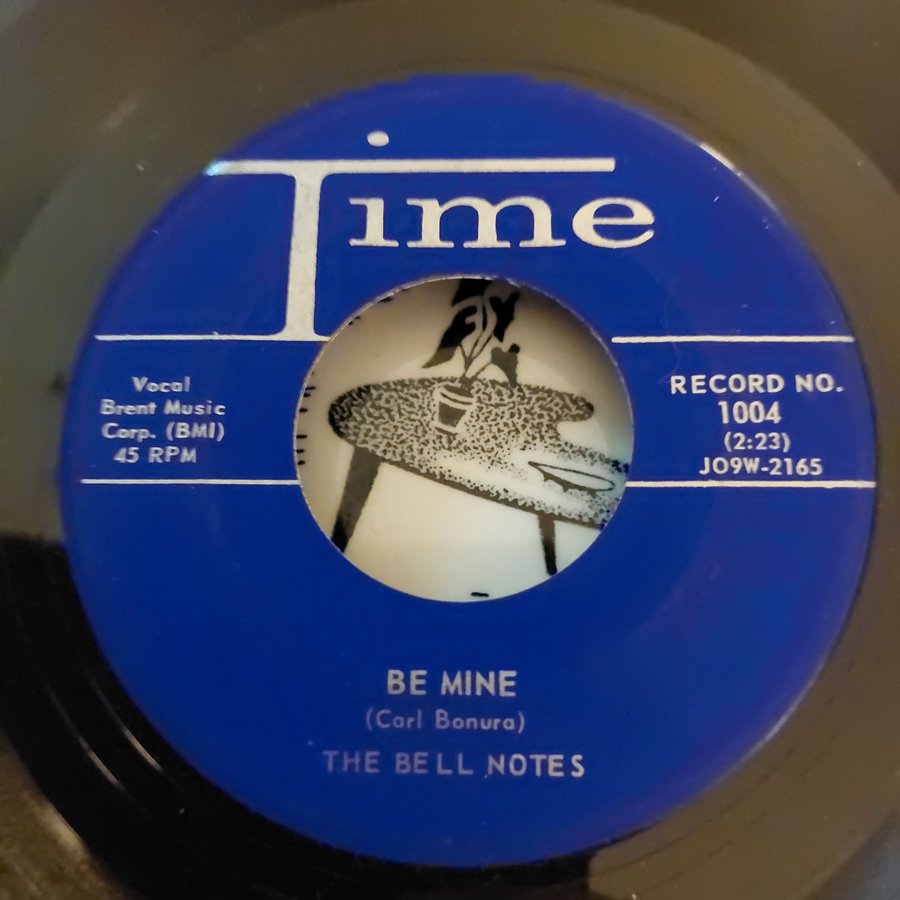 Time
Vocal
Brent Music
Corp. (BMI)
45 RPM
RECORD NO.
1004
(2:23)
JO9W-2165
BE MINE
(Carl Bonura)
THE BELL NOTES